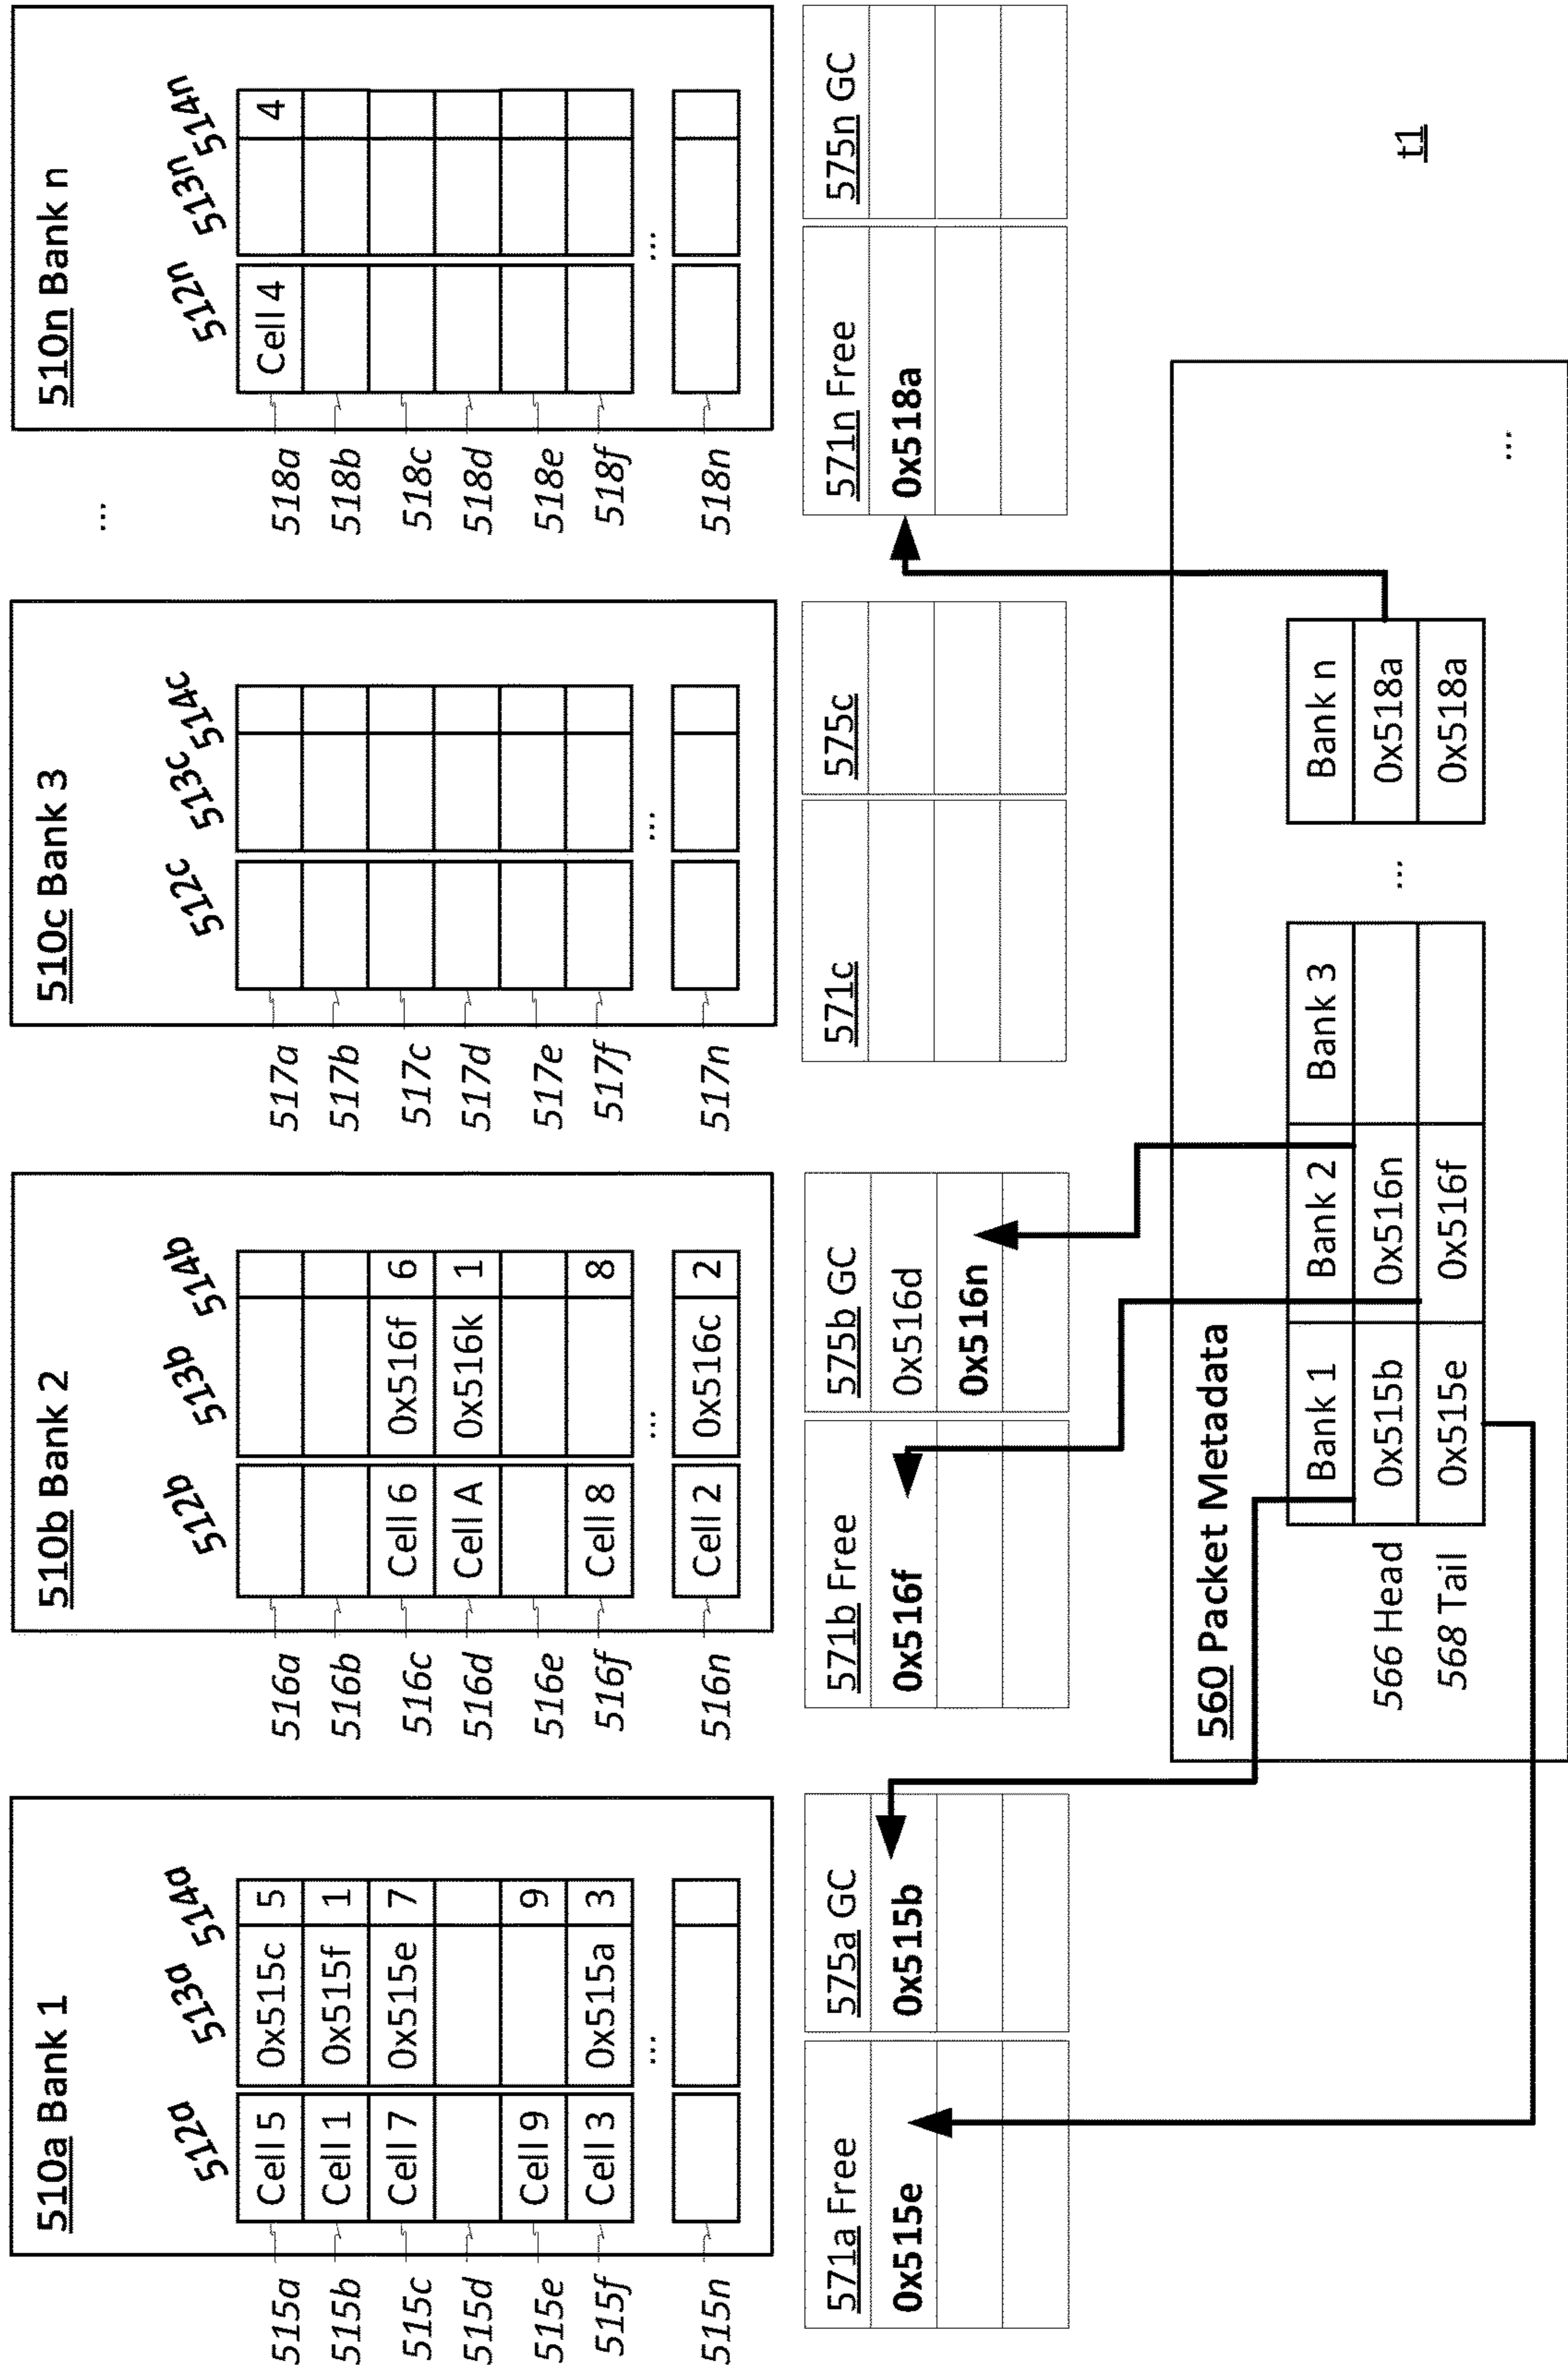 510a Bank 1
512a 513a 514a
515a Cell 5 0x515c 5
515b Cell 1 0x515f 1
515c Cell 7 0x515e 7
515d
515e Cell 9 9
515f Cell 3 0x515a 3
...
515n
510b Bank 2
512b 513b 514b
516a
516b
516c Cell 6 0x516f 6
516d Cell A 0x516k 1
516e
516f Cell 8 8
...
516n Cell 2 0x516c 2
510c Bank 3
512c 513c 514c
517a
517b
517c
517d
517e
517f
...
517n
...
510n Bank n
512n 513n 514n
518a Cell 4 4
518b
518c
518d
518e
518f
...
518n
571a Free
0x515e
575a GC
0x515b
571b Free
0x516f
575b GC
0x516d
0x516n
571c
575c
571n Free
0x518a
575n GC
560 Packet Metadata
Bank 1 Bank 2 Bank 3 Bank n
566 Head 0x515b 0x516n ... 0x518a
568 Tail 0x515e 0x516f 0x518a
...
t1